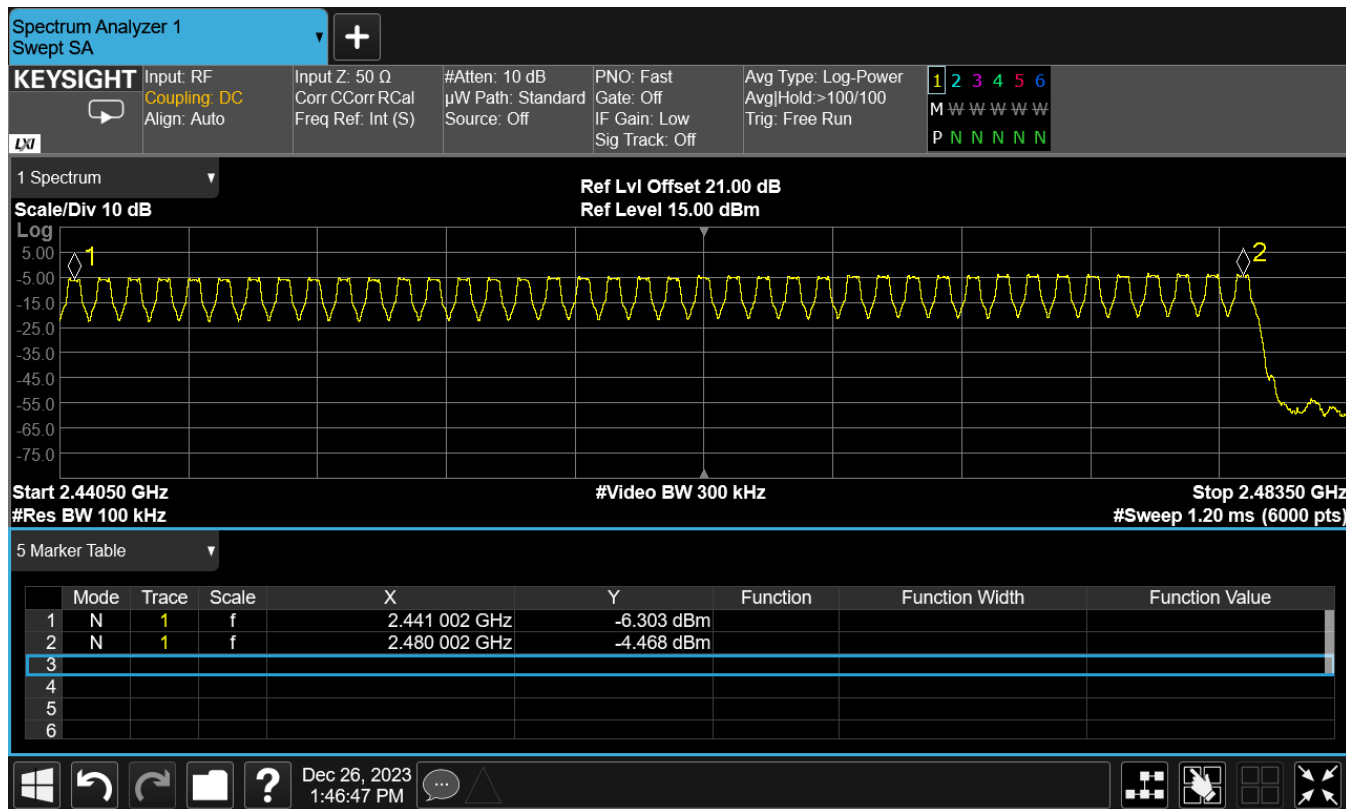 Spectrum Analyzer 1
Swept SA
KEYSIGHT
LXI
Input: RF
Coupling: DC
Align: Auto
Input Z: 50 Ω
Corr CCorr RCal
Freq Ref: Int (S)
#Atten: 10 dB
µW Path: Standard
Source: Off
PNO: Fast
Gate: Off
IF Gain: Low
Sig Track: Off
Avg Type: Log-Power
Avg|Hold:>100/100
Trig: Free Run
1 2 3 4 5 6
M W W W W W
P N N N N N
1 Spectrum
Scale/Div 10 dB
Ref Lvl Offset 21.00 dB
Ref Level 15.00 dBm
Log
5.00
-5.00
-15.0
-25.0
-35.0
-45.0
-55.0
-65.0
-75.0
1
2
Start 2.44050 GHz
#Video BW 300 kHz
Stop 2.48350 GHz
#Res BW 100 kHz
#Sweep 1.20 ms (6000 pts)
5 Marker Table
Mode Trace Scale X Y Function Function Width Function Value
1 N 1 f 2.441 002 GHz -6.303 dBm
2 N 1 f 2.480 002 GHz -4.468 dBm
3
4
5
6
?
Dec 26, 2023
1:46:47 PM